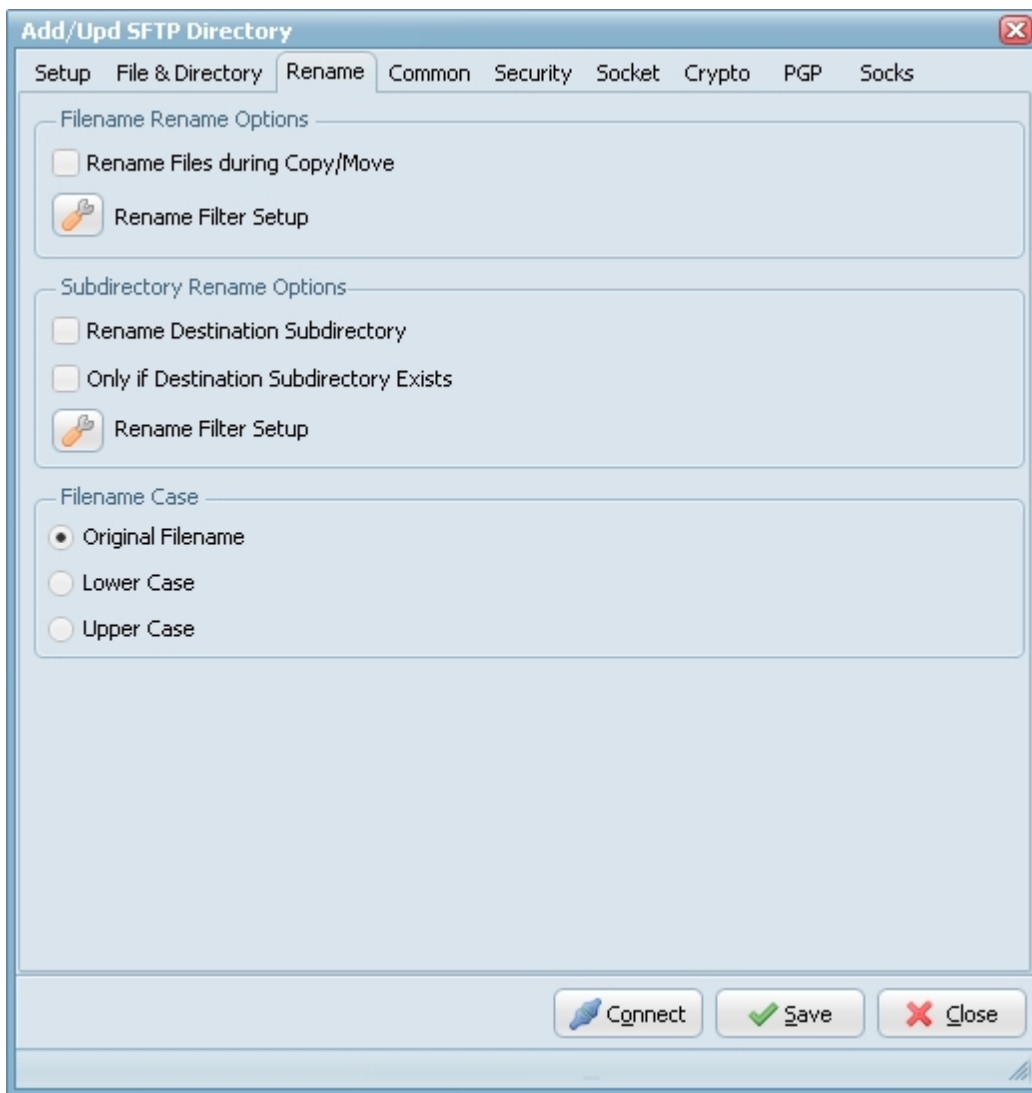 Add/Upd SFTP Directory
Setup File & Directory Rename Common Security Socket Crypto PGP Socks
Filename Rename Options
Rename Files during Copy/Move
Rename Filter Setup
Subdirectory Rename Options
Rename Destination Subdirectory
Only if Destination Subdirectory Exists
Rename Filter Setup
Filename Case
Original Filename
Lower Case
Upper Case
Connect Save Close